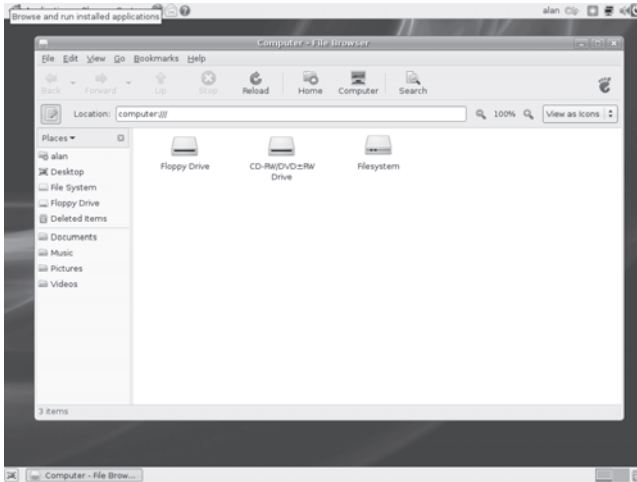 Browse and run installed applications
alan
Computer - File Browser
File Edit View Go Bookmarks Help
Back Forward Up Stop Reload Home Computer Search
Location: computer:/// 100% View as Icons
Places
alan
Desktop
File System
Floppy Drive
Deleted Items
Documents
Music
Pictures
Videos
Floppy Drive
CD-RW/DVD±RW Drive
Filesystem
3 items
Computer - File Brow...